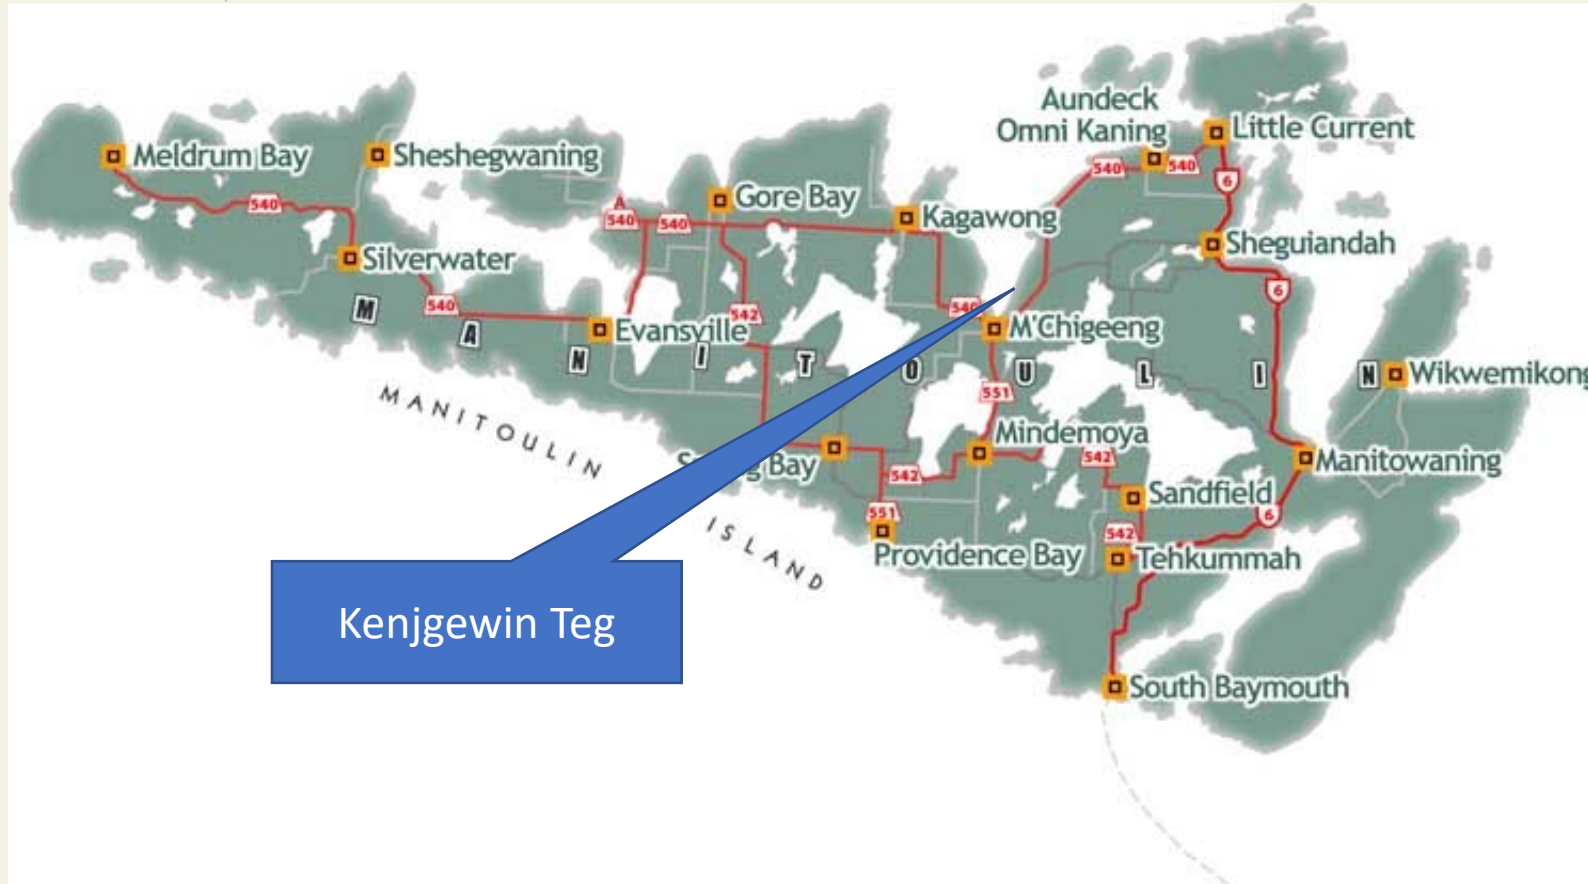 Aundeck
Omni Kaning
Little Current
Meldrum Bay
Sheshegwaning
540
540
6
Gore Bay
A
540
540
540
Kagawong
Sheguiandah
Silverwater
540
6
540
542
Evansville
M'Chigeeng
M A N I T O U L I N
Wikwemikong
551
MANITOULIN
Mindemoya
Bay
542
542
Manitowaning
Sandfield
551
6
ISLAND
542
Providence Bay
Tehkummah
Kenjgewin Teg
South Baymouth